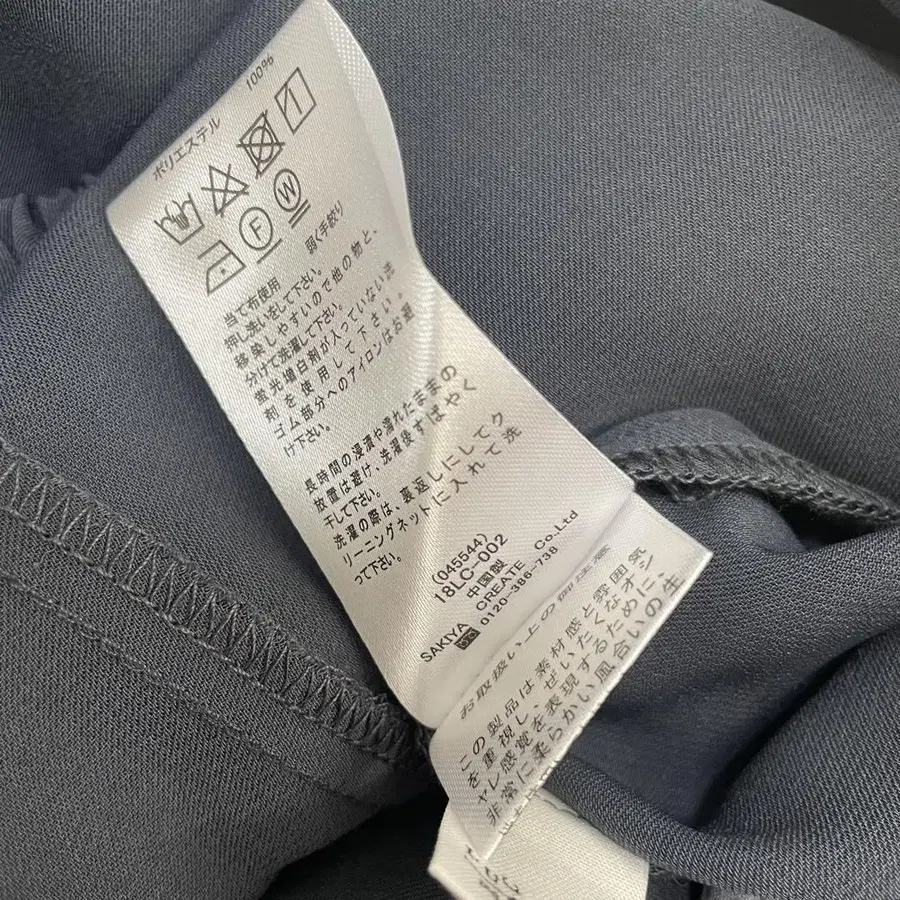 ポリエステル 100%
F W
当て布使用 弱く手絞り
押し洗いをして下さい。
移染しやすいので他の物と、
分けて洗濯して下さい。
蛍光増白剤が入っていない洗
剤を使用して下さい。
ゴム部分へのアイロンはお避
け下さい。
長時間の浸漬や濡れたままの
放置は避け、洗濯後すばやく
干して下さい。
洗濯の際は、裏返しにしてク
リーニングネットに入れて洗
って下さい。
(045544)
18LC-002
中国製
SAKIYA CREATE Co.Ltd
0120-386-738
お取扱い上の御注意
この製品は素材感と雰囲気
を重視し、ぜいたくなオシ
ャレ感覚を表現するために、
非常に柔らかい風合いの生